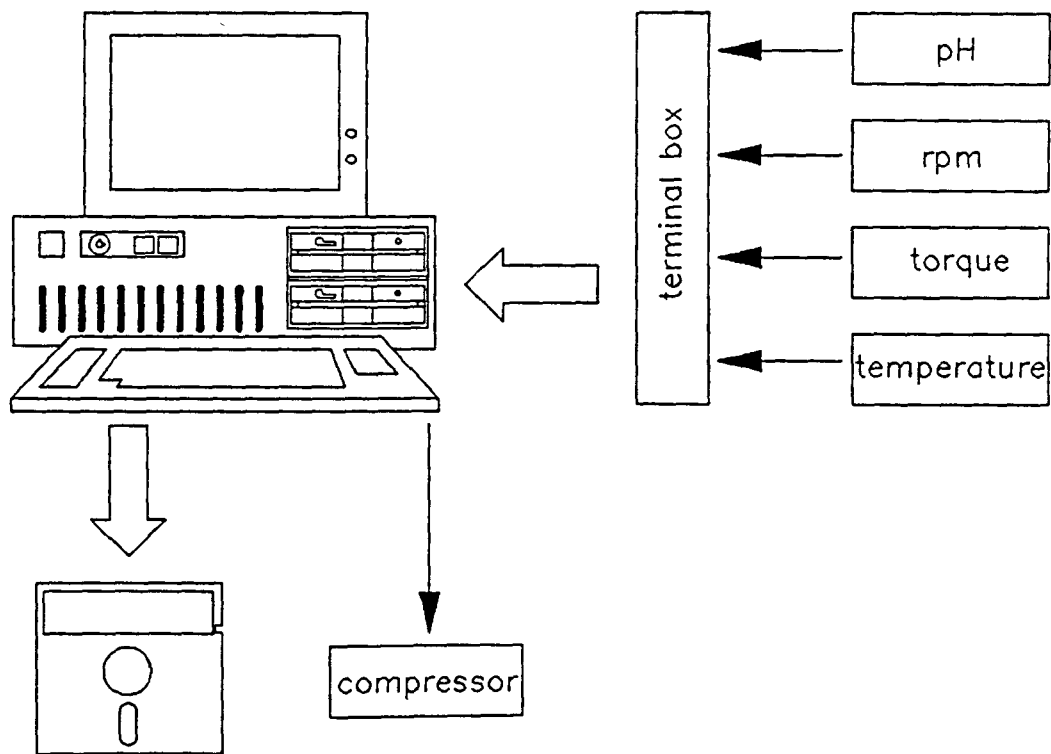 pH
rpm
torque
temperature
terminal box
compressor